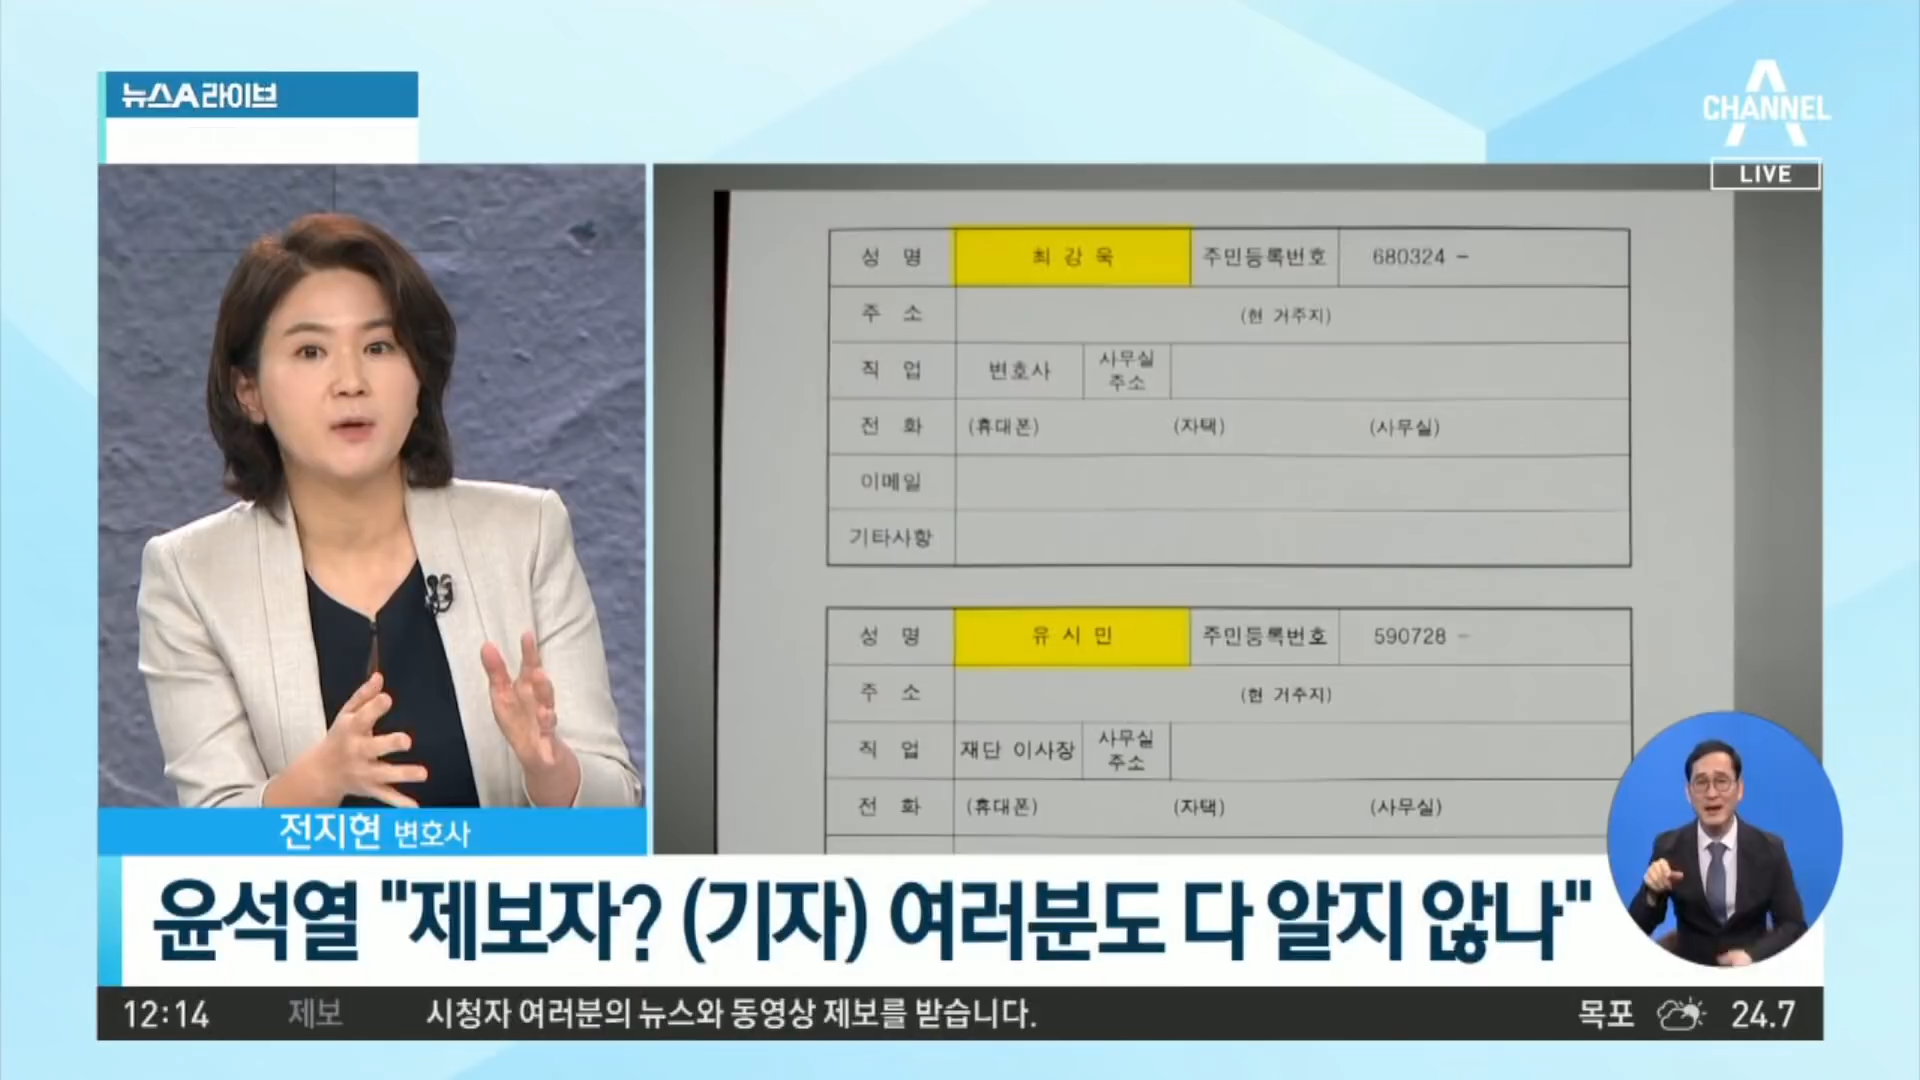 뉴스A 라이브
CHANNEL A
LIVE
성 명 최 강 욱 주민등록번호 680324 -
주 소 (현 거주지)
직 업 변호사 사무실 주소
전 화 (휴대폰) (자택) (사무실)
이메일
기타사항
성 명 유 시 민 주민등록번호 590728 -
주 소 (현 거주지)
직 업 재단 이사장 사무실 주소
전 화 (휴대폰) (자택) (사무실)
전지현 변호사
윤석열 "제보자? (기자) 여러분도 다 알지 않나"
12:14 제보 시청자 여러분의 뉴스와 동영상 제보를 받습니다. 목포 24.7